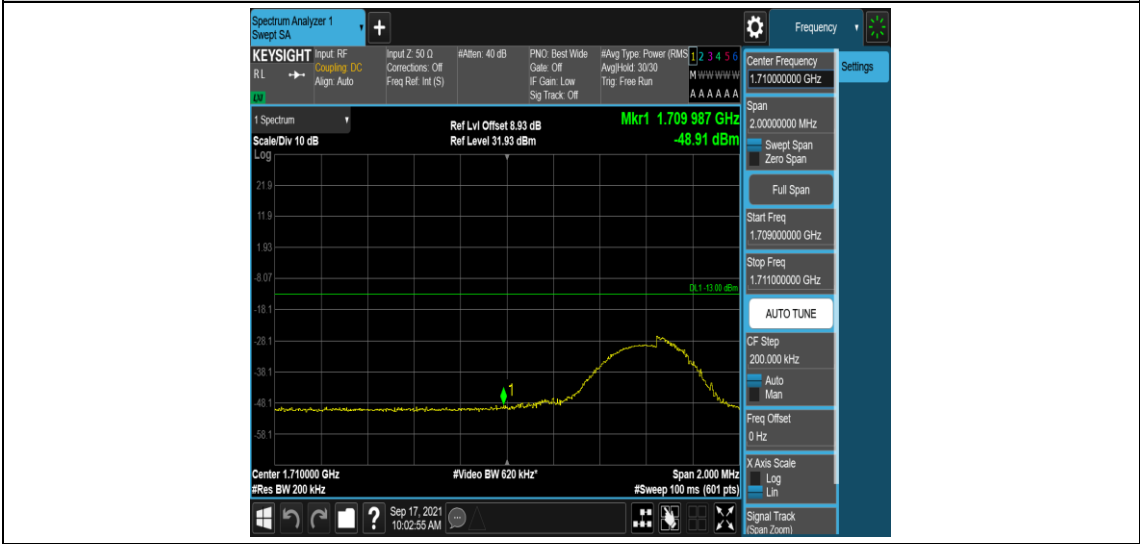 Spectrum Analyzer 1
Swept SA
+
Frequency
KEYSIGHT
RL
LNI
Input: RF
Coupling: DC
Align: Auto
Input Z: 50 Ω
Corrections: Off
Freq Ref: Int (S)
#Atten: 40 dB
PNO: Best Wide
Gate: Off
IF Gain: Low
Sig Track: Off
#Avg Type: Power (RMS
Avg|Hold: 30/30
Trig: Free Run
1 2 3 4 5 6
M W W W W W
A A A A A A
1 Spectrum
Scale/Div 10 dB
Ref Lvl Offset 8.93 dB
Ref Level 31.93 dBm
Mkr1 1.709 987 GHz
-48.91 dBm
Log
21.9
11.9
1.93
-8.07
-18.1
-28.1
-38.1
-48.1
-58.1
DL1 -13.00 dBm
1
Center 1.710000 GHz
#Res BW 200 kHz
#Video BW 620 kHz*
Span 2.000 MHz
#Sweep 100 ms (601 pts)
?
Sep 17, 2021
10:02:55 AM
Center Frequency
1.710000000 GHz
Settings
Span
2.00000000 MHz
Swept Span
Zero Span
Full Span
Start Freq
1.709000000 GHz
Stop Freq
1.711000000 GHz
AUTO TUNE
CF Step
200.000 kHz
Auto
Man
Freq Offset
0 Hz
X Axis Scale
Log
Lin
Signal Track
(Span Zoom)